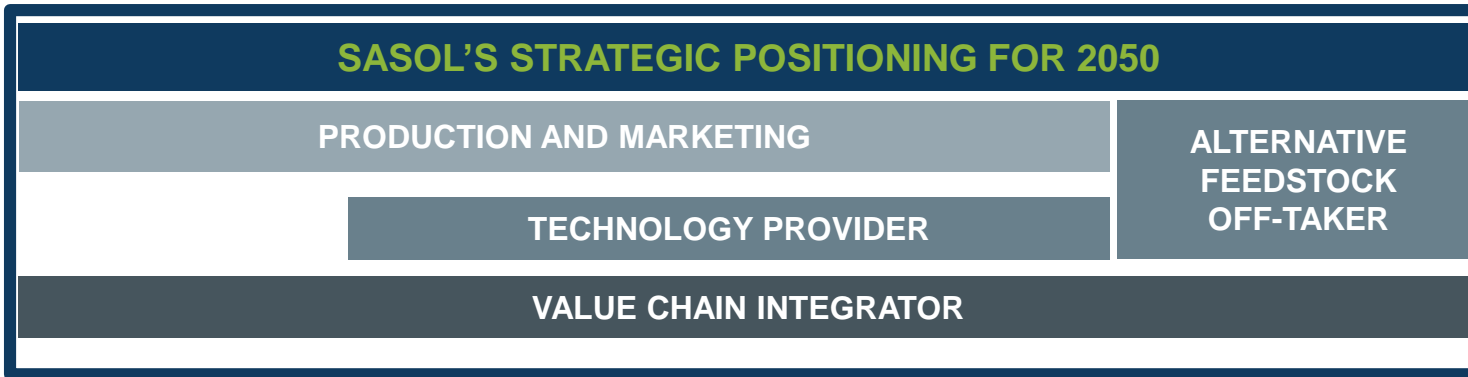 SASOL'S STRATEGIC POSITIONING FOR 2050
PRODUCTION AND MARKETING
ALTERNATIVE
FEEDSTOCK
OFF-TAKER
TECHNOLOGY PROVIDER
VALUE CHAIN INTEGRATOR